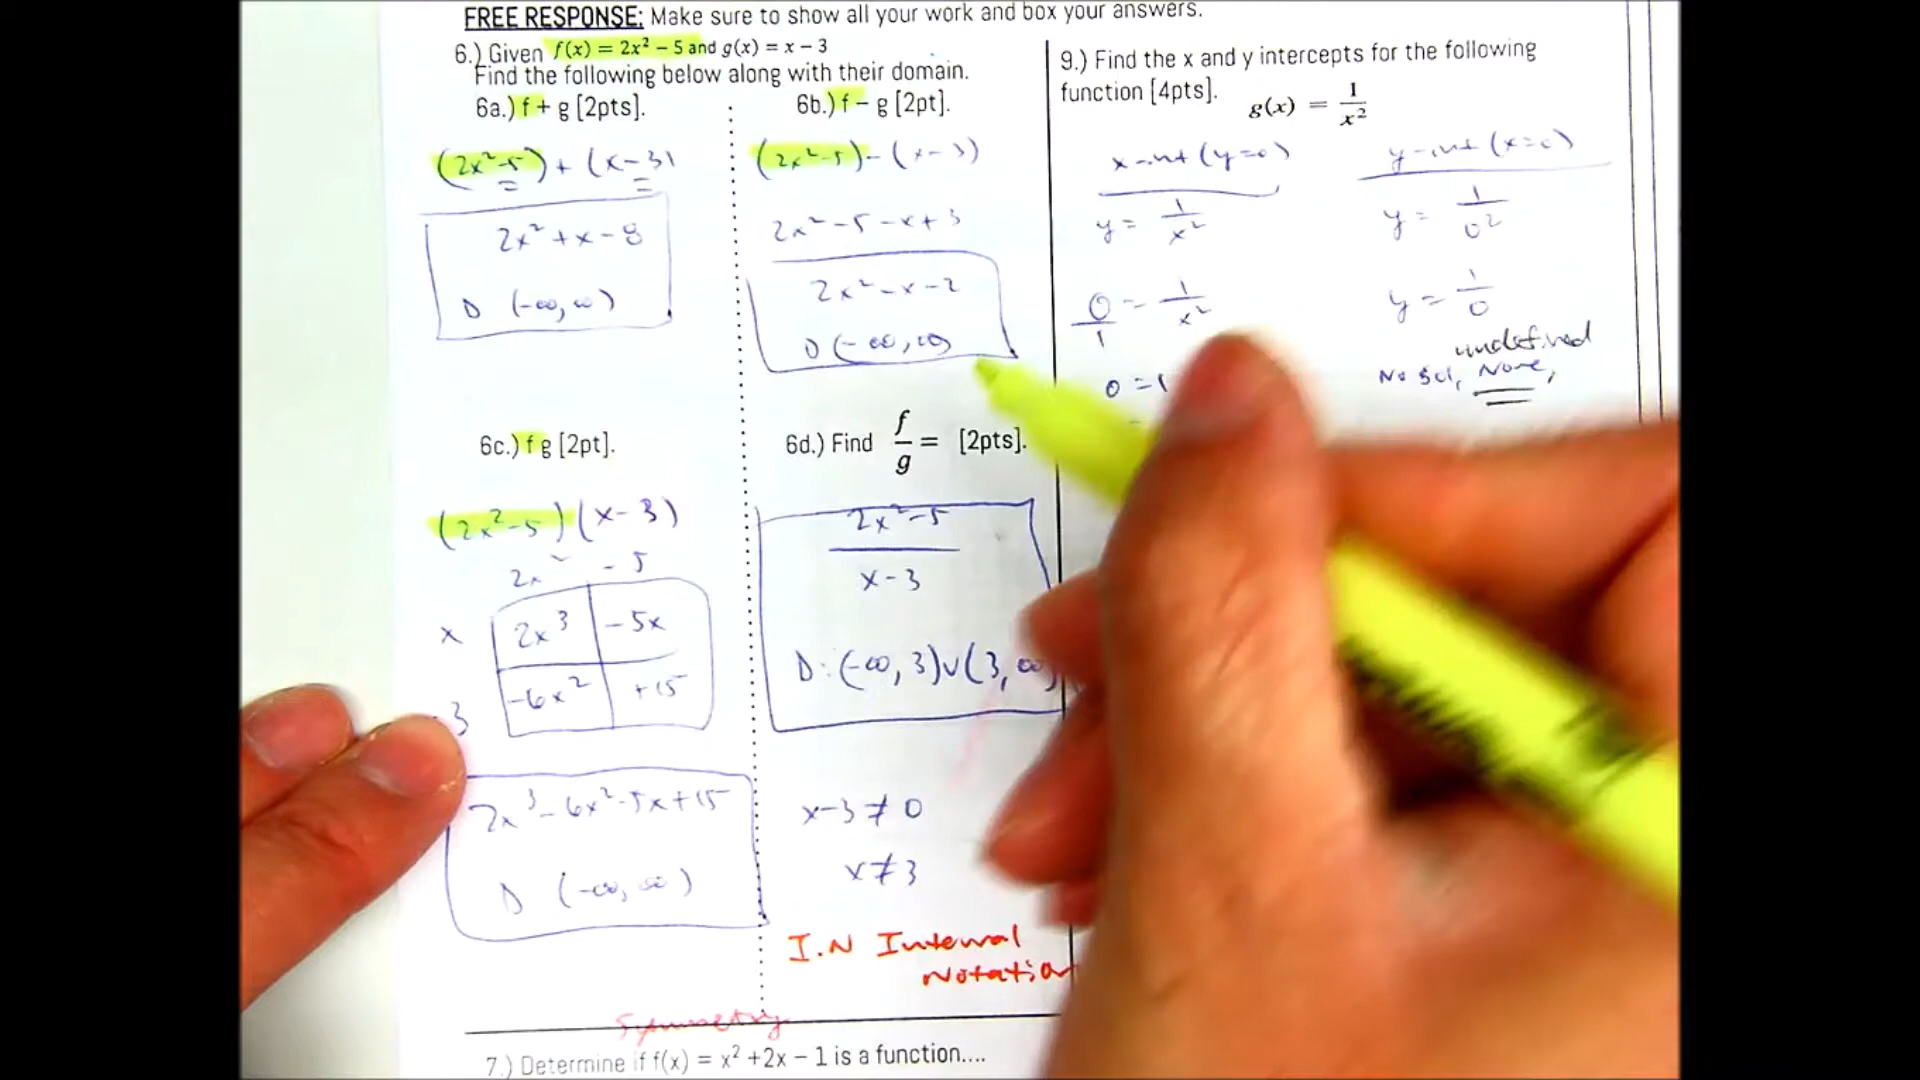 FREE RESPONSE: Make sure to show all your work and box your answers.
6.) Given f(x) = 2x² − 5 and g(x) = x − 3
Find the following below along with their domain.
6a.) f + g [2pts].
(2x²-5) + (x-3)
2x² + x - 8
D (-∞, ∞)
6b.) f − g [2pt].
(2x²-5) - (x-3)
2x² - 5 - x + 3
2x² - x - 2
D (-∞, ∞)
6c.) f g [2pt].
(2x²-5)(x-3)
2x² -5
x 2x³ -5x
-3 -6x² +15
2x³ - 6x² - 5x + 15
D (-∞, ∞)
6d.) Find f/g = [2pts].
2x²-5
x-3
D: (-∞, 3) ∪ (3, ∞)
x-3 ≠ 0
x ≠ 3
I.N Interval
Notation
Symmetry
7.) Determine if f(x) = x² +2x − 1 is a function....
9.) Find the x and y intercepts for the following
function [4pts]. g(x) = 1/x²
x-int (y=0)
y = 1/x²
0/1 = 1/x²
0 = 1
y-int (x=0)
y = 1/0²
y = 1/0
undefined
No Sol, None,